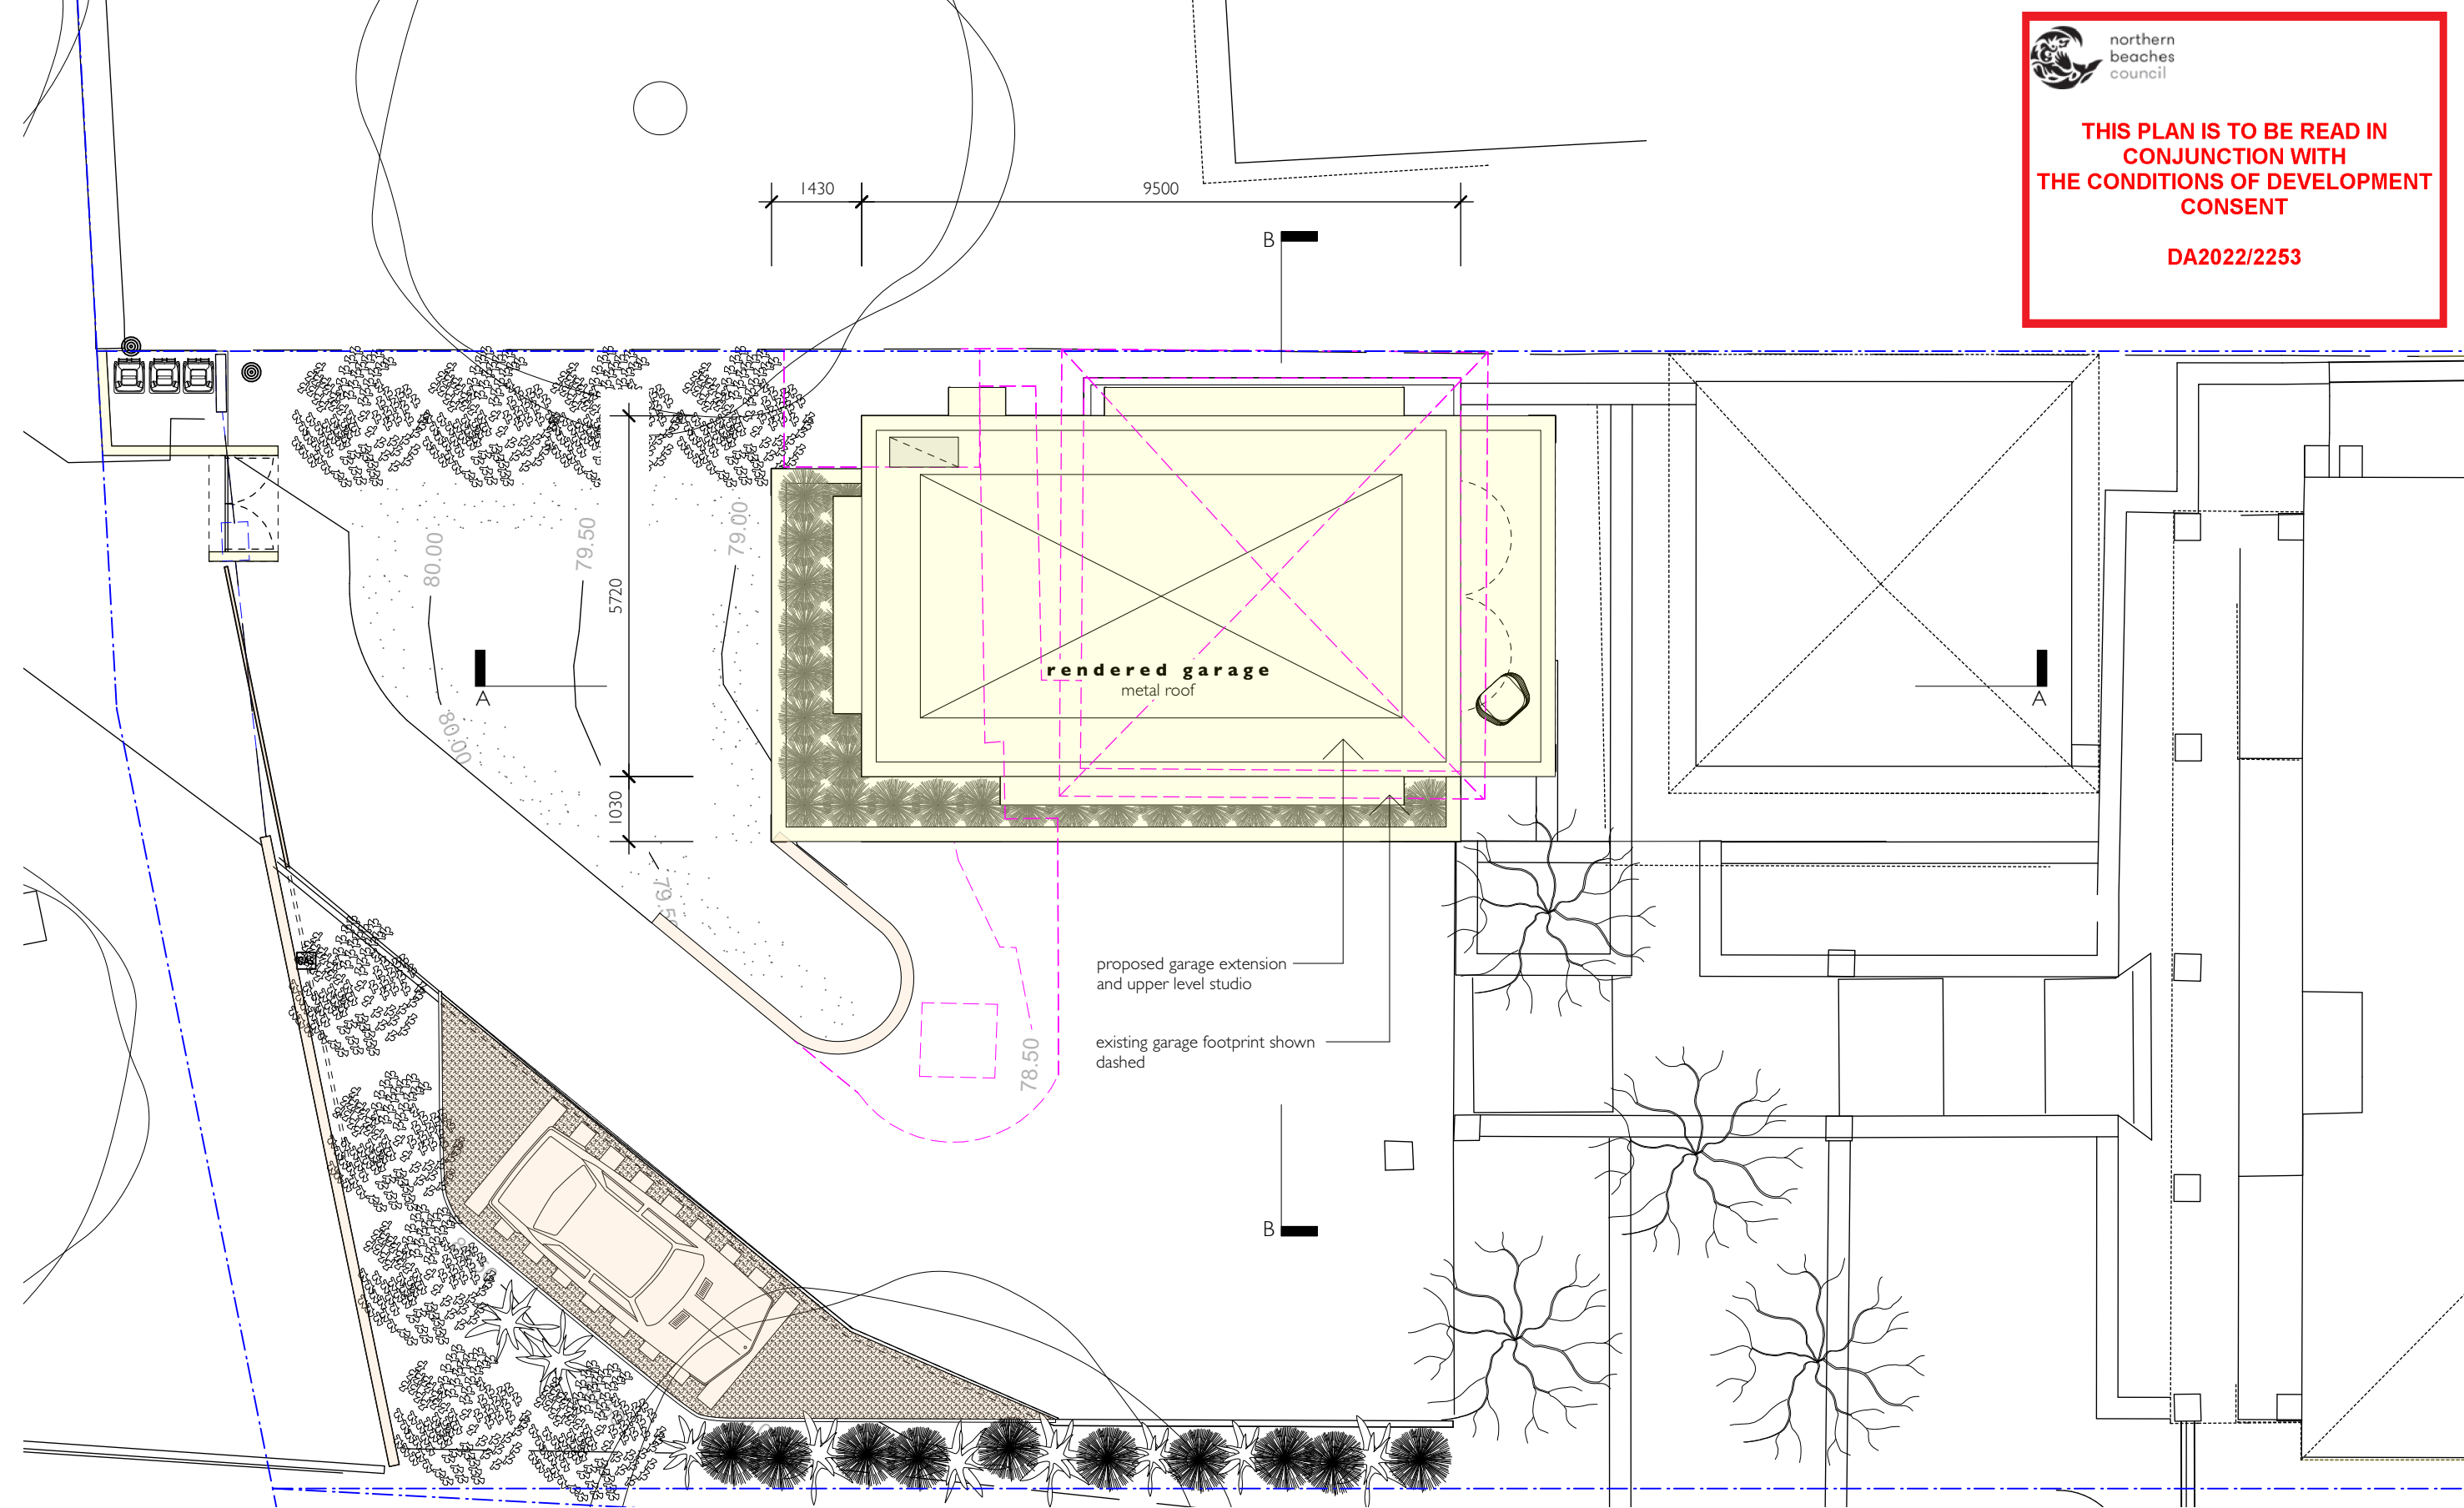 northern
beaches
council
THIS PLAN IS TO BE READ IN
CONJUNCTION WITH
THE CONDITIONS OF DEVELOPMENT
CONSENT
DA2022/2253
1430
9500
B
80.00
79.50
79.00
5720
A
A
80.00
rendered garage
metal roof
1030
79.5
proposed garage extension
and upper level studio
existing garage footprint shown
dashed
78.50
B